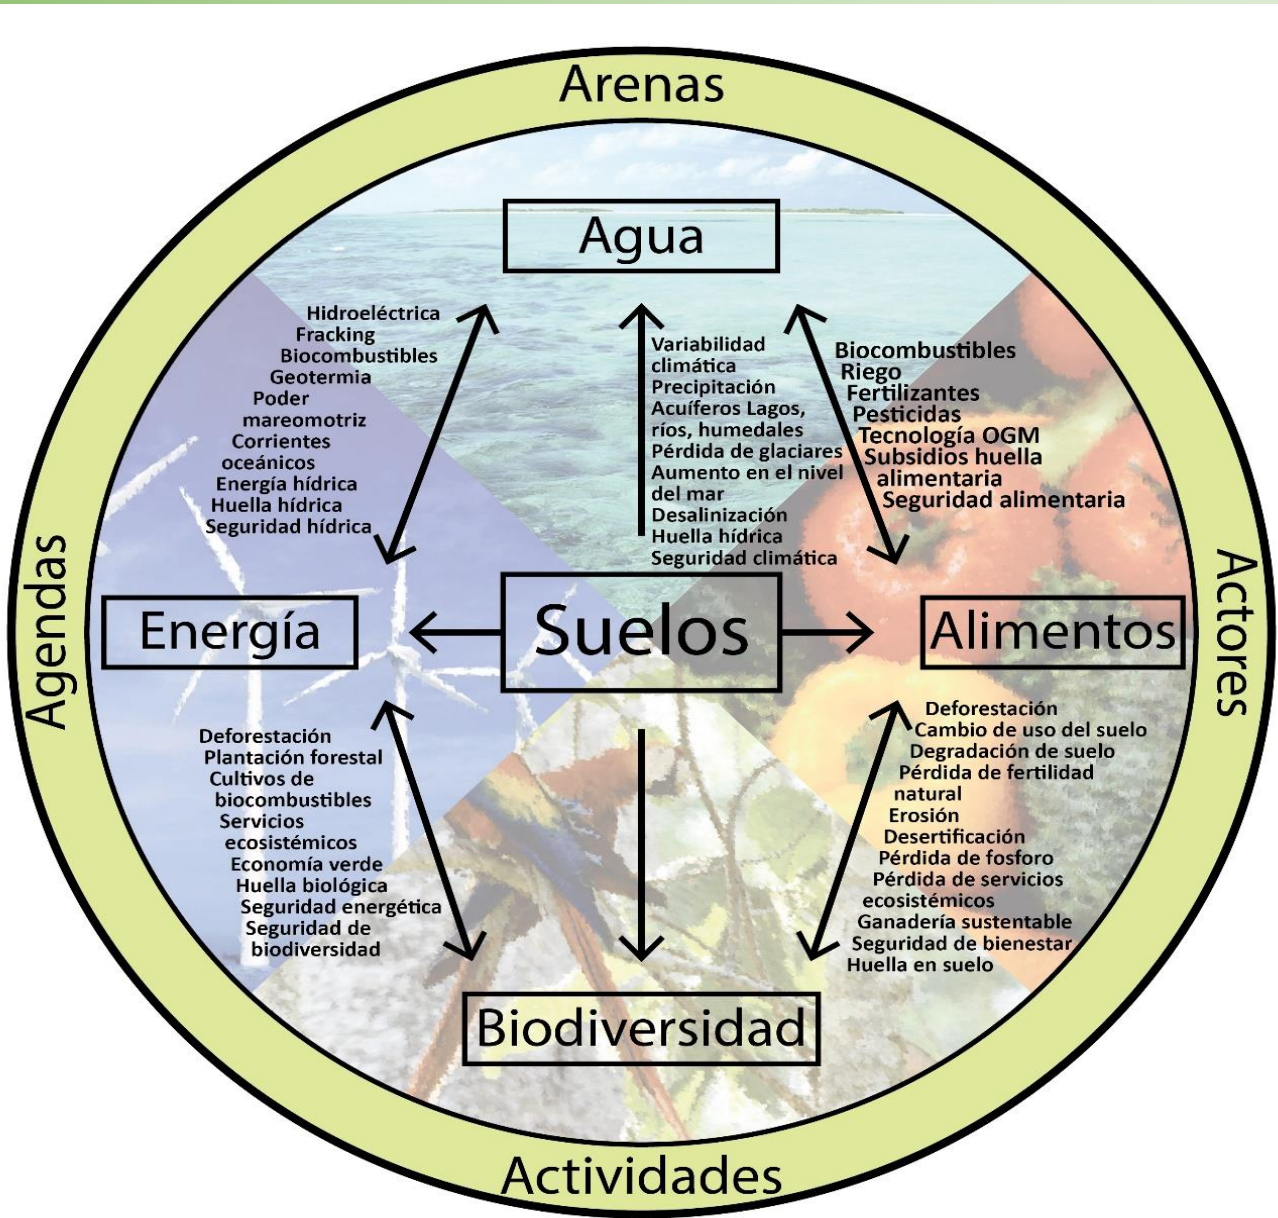 Arenas
Agua
Hidroeléctrica
Fracking
Biocombustibles
Geotermia
Poder
mareomotriz
Corrientes
oceánicos
Energía hídrica
Huella hídrica
Seguridad hídrica
Variabilidad
climática
Precipitación
Acuíferos Lagos,
ríos, humedales
Pérdida de glaciares
Aumento en el nivel
del mar
Desalinización
Huella hídrica
Seguridad climática
Biocombustibles
Riego
Fertilizantes
Pesticidas
Tecnología OGM
Subsidios huella
alimentaria
Seguridad alimentaria
Agendas
Energía
Suelos
Alimentos
Actores
Deforestación
Plantación forestal
Cultivos de
biocombustibles
Servicios
ecosistémicos
Economía verde
Huella biológica
Seguridad energética
Seguridad de
biodiversidad
Deforestación
Cambio de uso del suelo
Degradación de suelo
Pérdida de fertilidad
natural
Erosión
Desertificación
Pérdida de fosforo
Pérdida de servicios
ecosistémicos
Ganadería sustentable
Seguridad de bienestar
Huella en suelo
Biodiversidad
Actividades